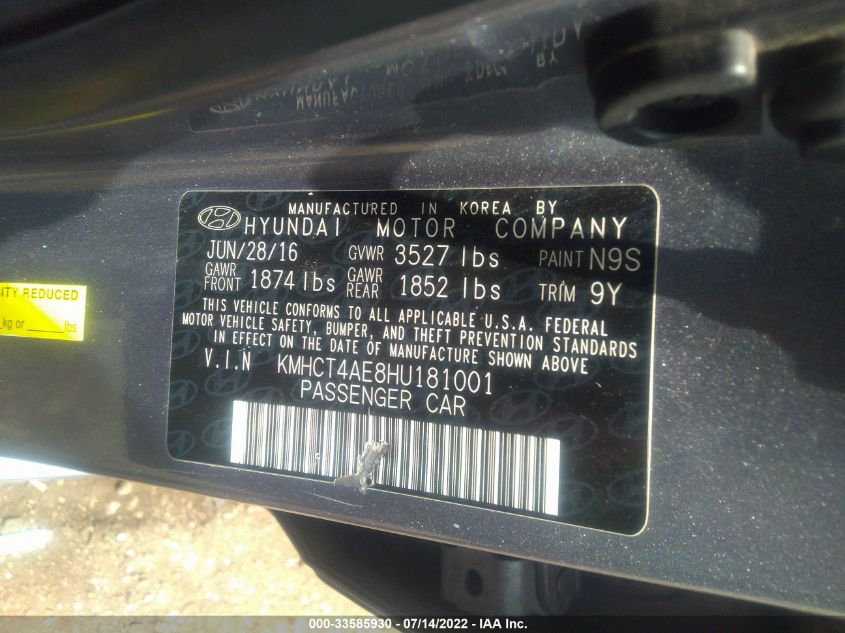 MANUFACTURED IN KOREA BY
HYUNDAI MOTOR COMPANY
JUN/28/16 GVWR 3527 lbs PAINT N9S
GAWR FRONT 1874 lbs GAWR REAR 1852 lbs TRIM 9Y
THIS VEHICLE CONFORMS TO ALL APPLICABLE U.S.A. FEDERAL
MOTOR VEHICLE SAFETY, BUMPER, AND THEFT PREVENTION STANDARDS
IN EFFECT ON THE DATE OF MANUFACTURE SHOWN ABOVE
V.I.N KMHCT4AE8HU181001
PASSENGER CAR
ITY REDUCED
kg or ______ lbs
000-33585930 - 07/14/2022 - IAA Inc.